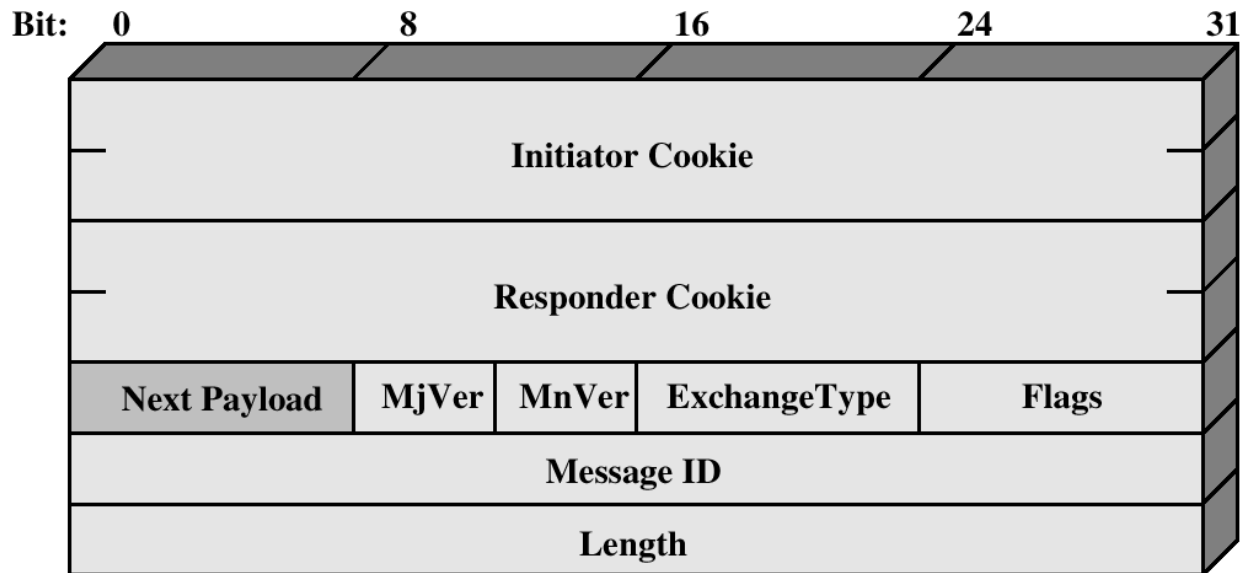 Bit: 0 8 16 24 31
Initiator Cookie
Responder Cookie
Next Payload MjVer MnVer ExchangeType Flags
Message ID
Length